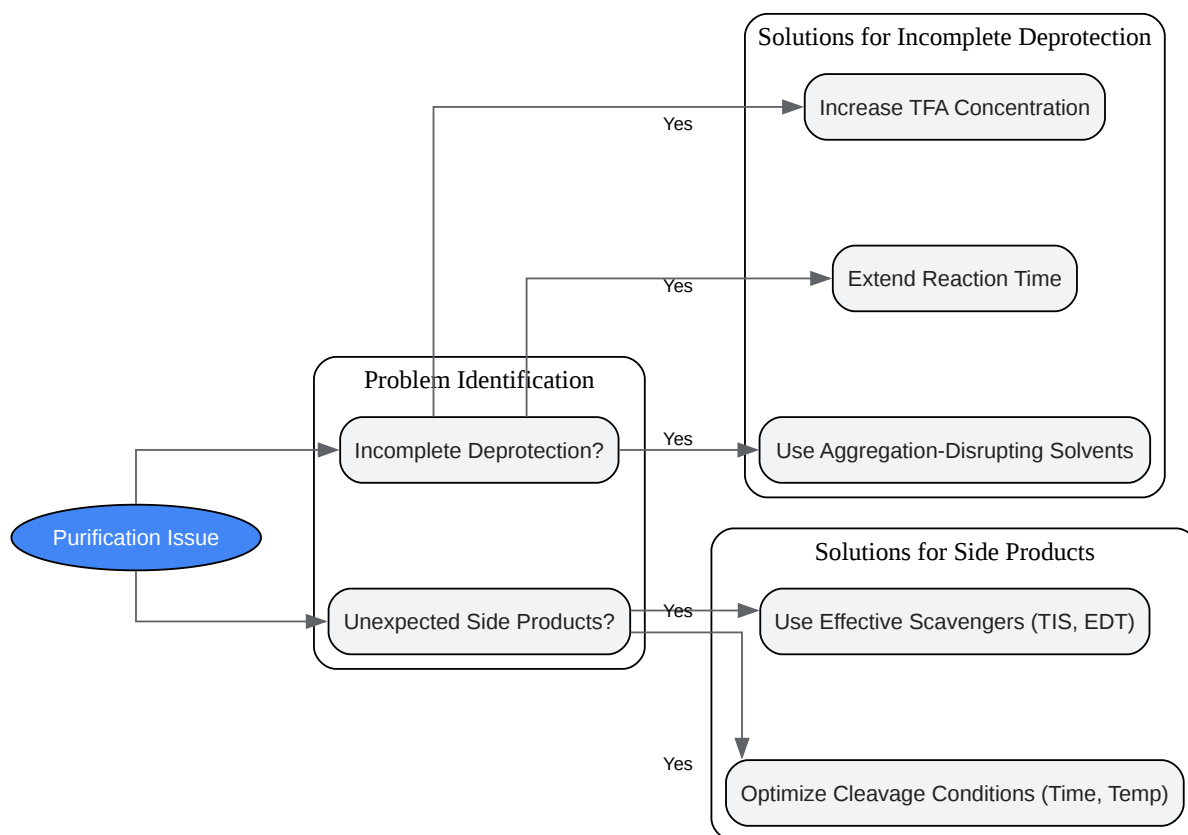 Solutions for Incomplete Deprotection
Increase TFA Concentration
Yes
Extend Reaction Time
Yes
Problem Identification
Incomplete Deprotection?
Yes
Use Aggregation-Disrupting Solvents
Purification Issue
Solutions for Side Products
Unexpected Side Products?
Yes
Use Effective Scavengers (TIS, EDT)
Yes
Optimize Cleavage Conditions (Time, Temp)